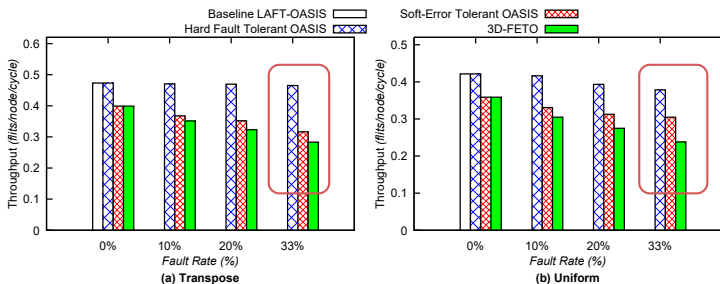 Baseline LAFT-OASIS
Hard Fault Tolerant OASIS
Soft-Error Tolerant OASIS
3D-FETO
Throughput (flits/node/cycle)
0.6
0.5
0.4
0.3
0.2
0.1
0
0% 10% 20% 33%
Fault Rate (%)
(a) Transpose
Throughput (flits/node/cycle)
0.5
0.4
0.3
0.2
0.1
0
0% 10% 20% 33%
Fault Rate (%)
(b) Uniform